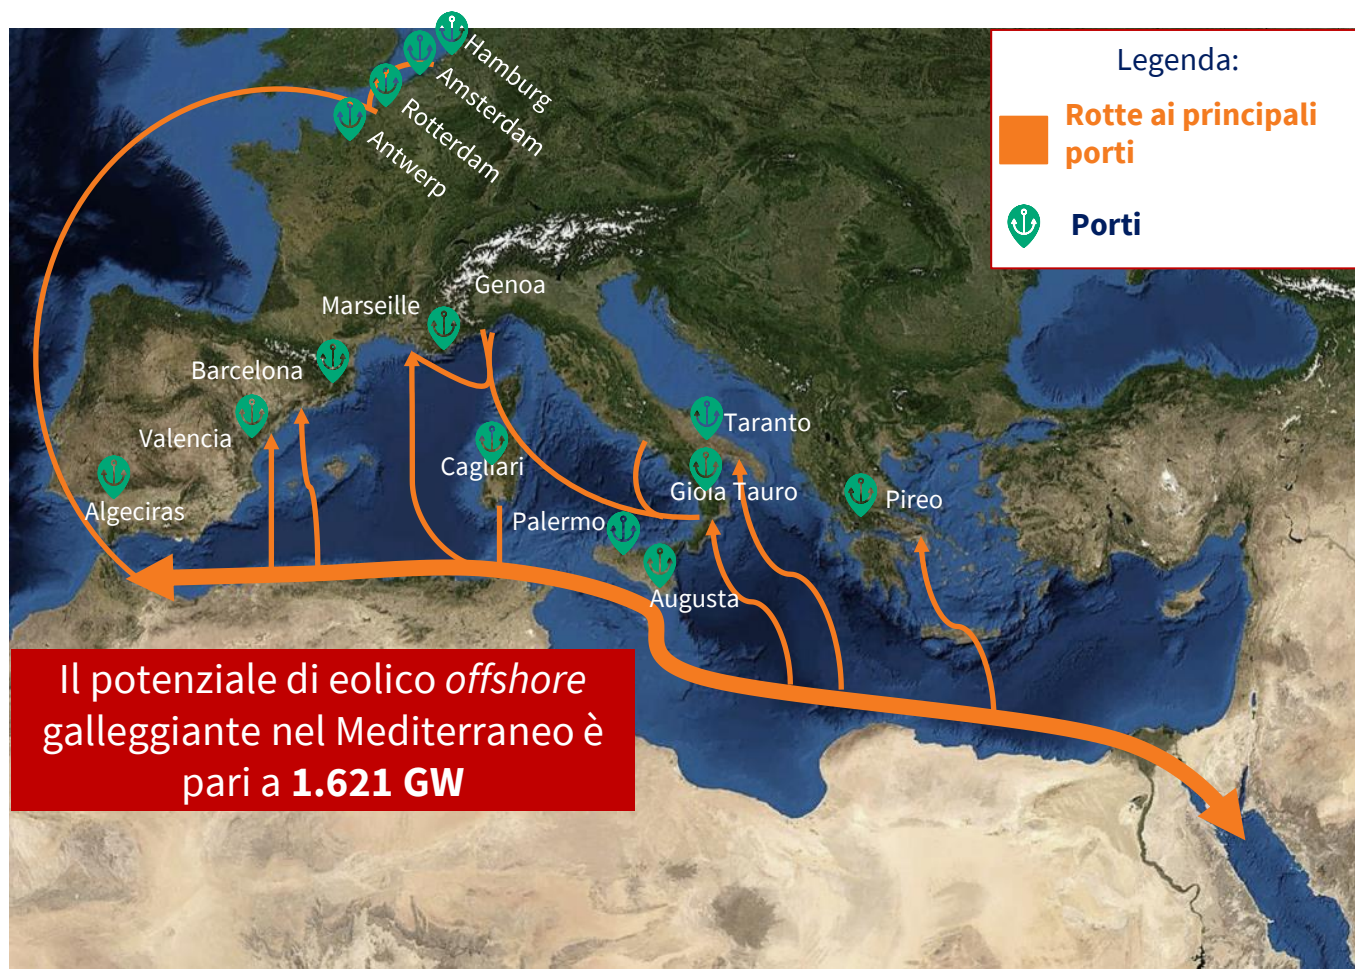 Hamburg
Amsterdam
Rotterdam
Antwerp
Legenda:
Rotte ai principali
porti
Porti
Genoa
Marseille
Barcelona
Valencia
Algeciras
Cagliari
Taranto
Gioia Tauro
Pireo
Palermo
Augusta
Il potenziale di eolico offshore
galleggiante nel Mediterraneo è
pari a 1.621 GW